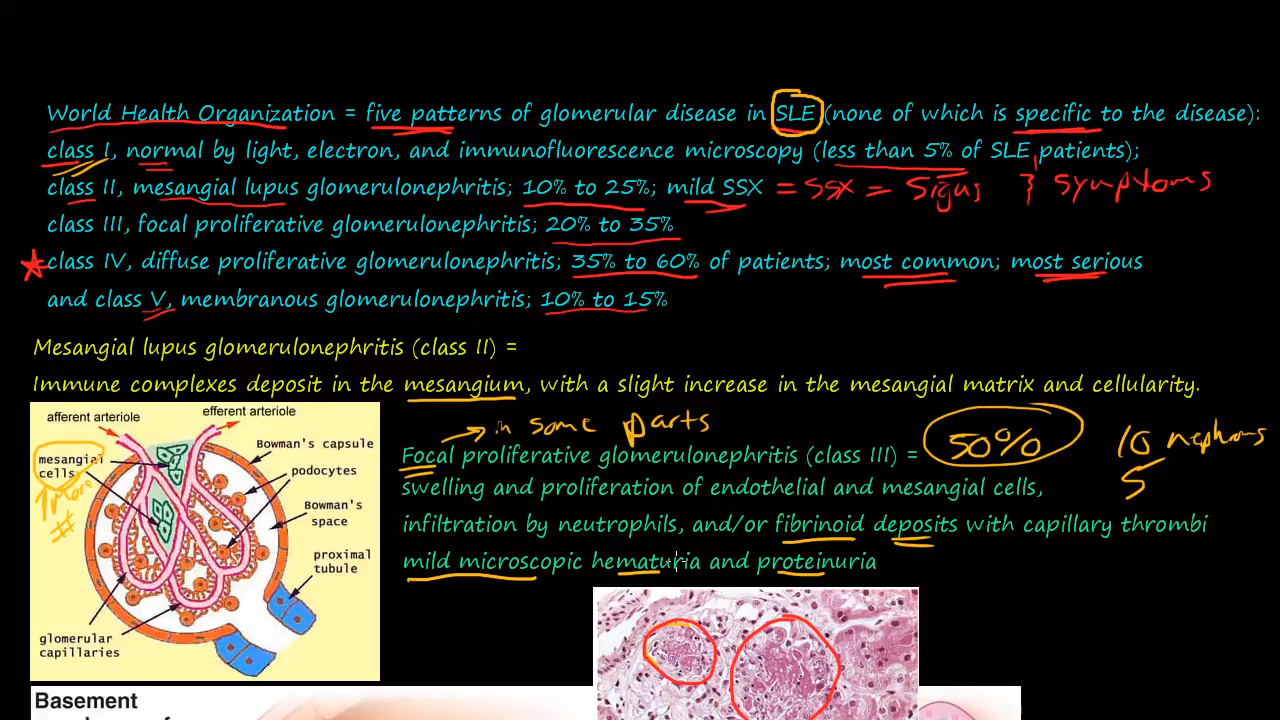 World Health Organization = five patterns of glomerular disease in SLE (none of which is specific to the disease):
class I, normal by light, electron, and immunofluorescence microscopy (less than 5% of SLE patients);
class II, mesangial lupus glomerulonephritis; 10% to 25%; mild SSX = SSX = Signs } symptoms
class III, focal proliferative glomerulonephritis; 20% to 35%
class IV, diffuse proliferative glomerulonephritis; 35% to 60% of patients; most common; most serious
and class V, membranous glomerulonephritis; 10% to 15%
Mesangial lupus glomerulonephritis (class II) =
Immune complexes deposit in the mesangium, with a slight increase in the mesangial matrix and cellularity.
afferent arteriole
efferent arteriole
Bowman's capsule
mesangial
cells
podocytes
Bowman's
space
proximal
tubule
glomerular
capillaries
more
#
in some parts
50%
10 nephrons
5
Focal proliferative glomerulonephritis (class III) =
swelling and proliferation of endothelial and mesangial cells,
infiltration by neutrophils, and/or fibrinoid deposits with capillary thrombi
mild microscopic hematuria and proteinuria
Basement